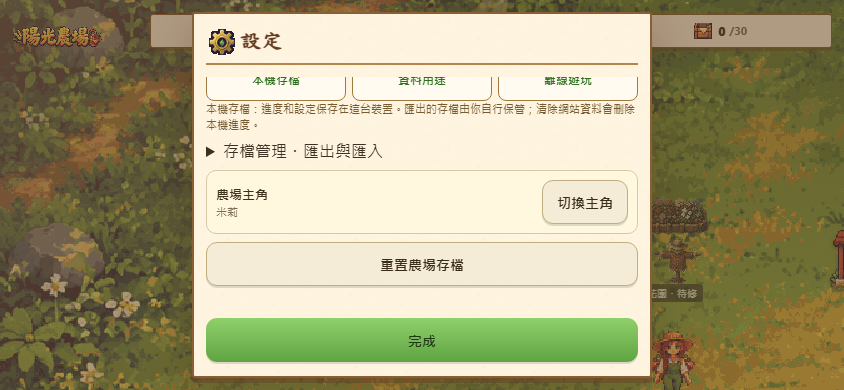 陽光農場
設定
0 /30
本機存檔
資料用途
離線遊玩
本機存檔：進度和設定保存在這台裝置。匯出的存檔由你自行保管；清除網站資料會刪除
本機進度。
▶ 存檔管理・匯出與匯入
農場主角
米莉
切換主角
重置農場存檔
完成
園・待修